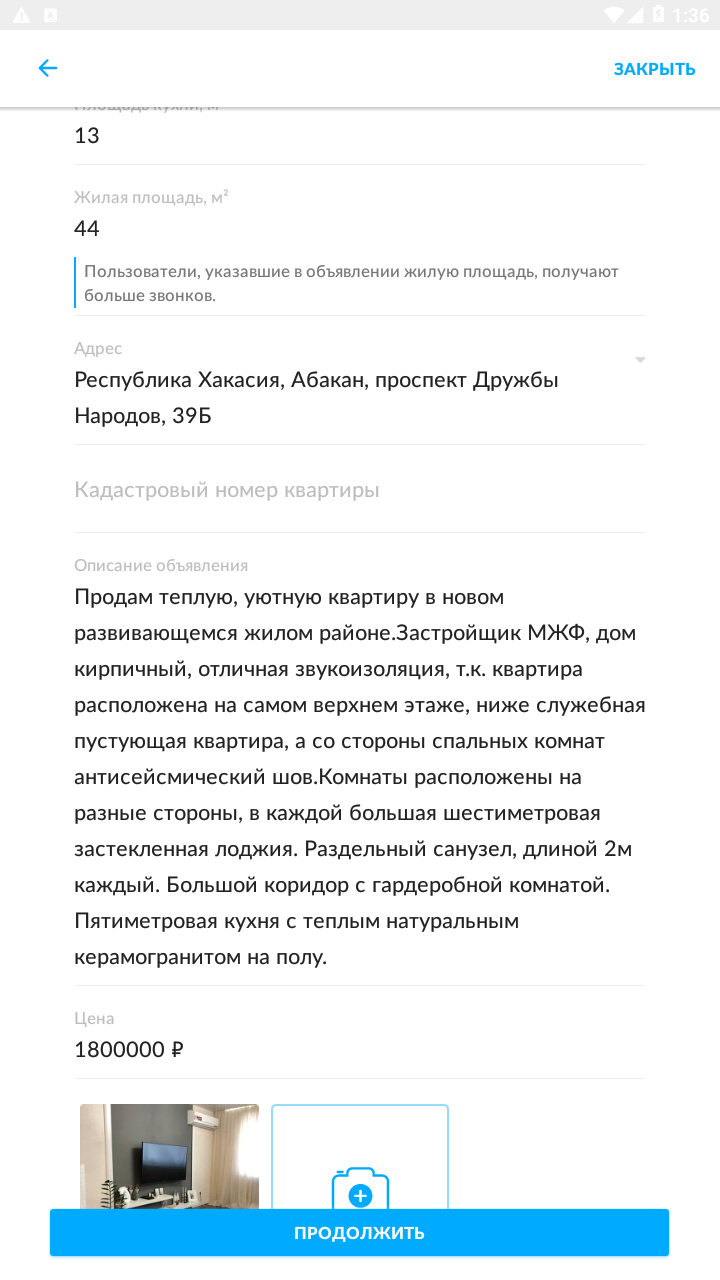 1:36
ЗАКРЫТЬ
Площадь кухни, м²
13
Жилая площадь, м²
44
Пользователи, указавшие в объявлении жилую площадь, получают
больше звонков.
Адрес
Республика Хакасия, Абакан, проспект Дружбы
Народов, 39Б
Кадастровый номер квартиры
Описание объявления
Продам теплую, уютную квартиру в новом
развивающемся жилом районе.Застройщик МЖФ, дом
кирпичный, отличная звукоизоляция, т.к. квартира
расположена на самом верхнем этаже, ниже служебная
пустующая квартира, а со стороны спальных комнат
антисейсмический шов.Комнаты расположены на
разные стороны, в каждой большая шестиметровая
застекленная лоджия. Раздельный санузел, длиной 2м
каждый. Большой коридор с гардеробной комнатой.
Пятиметровая кухня с теплым натуральным
керамогранитом на полу.
Цена
1800000 ₽
ПРОДОЛЖИТЬ